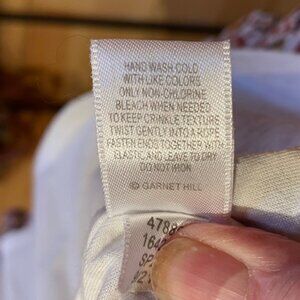 HAND WASH COLD
WITH LIKE COLORS
ONLY NON-CHLORINE
BLEACH WHEN NEEDED
TO KEEP CRINKLE TEXTURE
TWIST GENTLY INTO A ROPE
FASTEN ENDS TOGETHER WITH
ELASTIC, AND LEAVE TO DRY
DO NOT IRON
© GARNET HILL